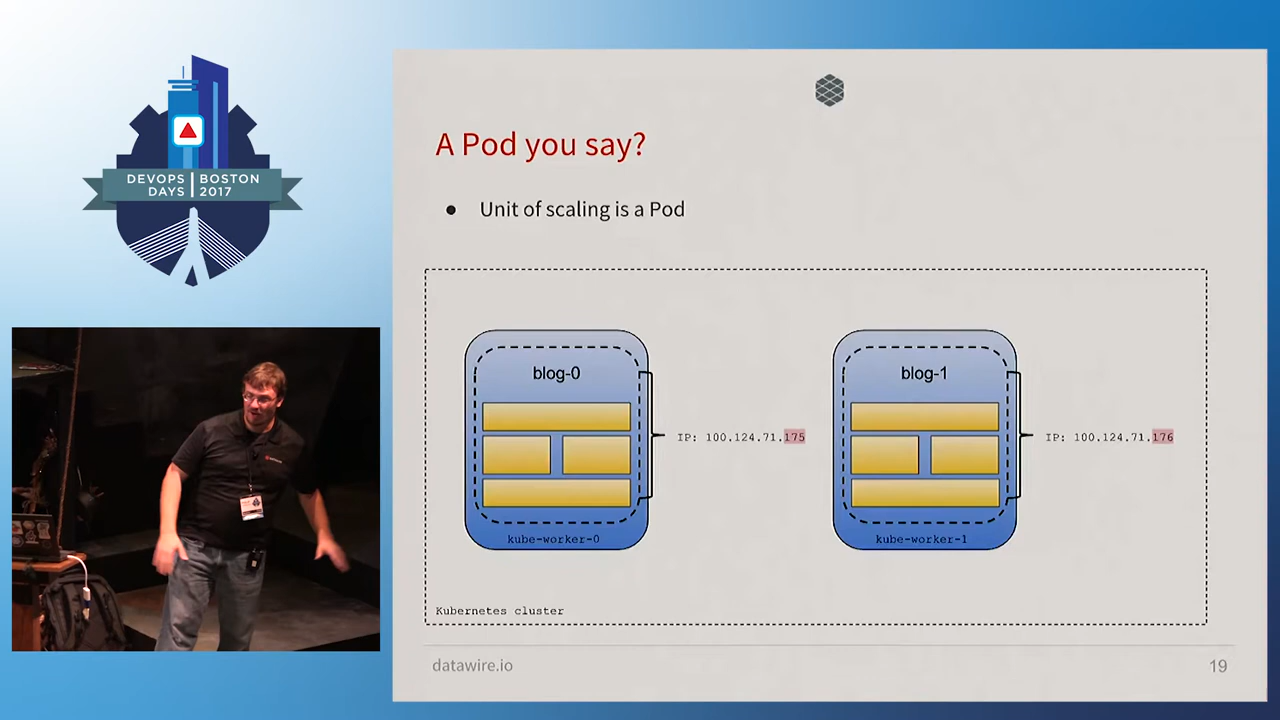 DEVOPS BOSTON
DAYS 2017
A Pod you say?
● Unit of scaling is a Pod
blog-0
IP: 100.124.71.175
kube-worker-0
blog-1
IP: 100.124.71.176
kube-worker-1
Kubernetes cluster
datawire.io
19